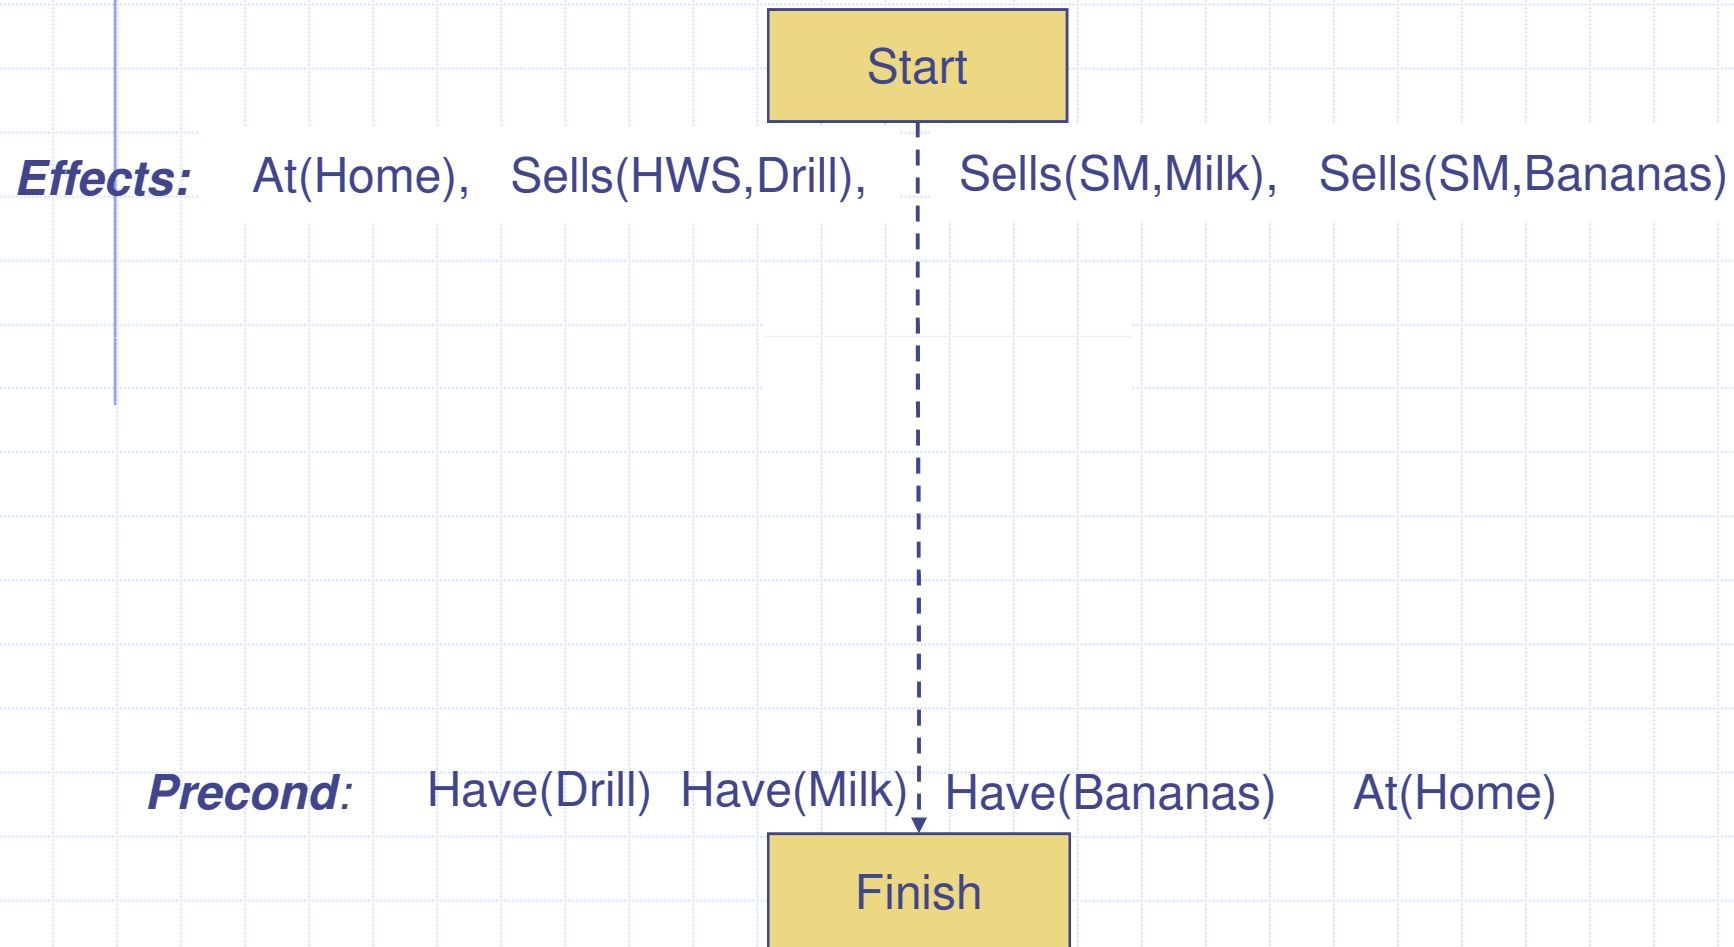 Start
Effects: At(Home), Sells(HWS,Drill), Sells(SM,Milk), Sells(SM,Bananas)
Precond: Have(Drill) Have(Milk) Have(Bananas) At(Home)
Finish